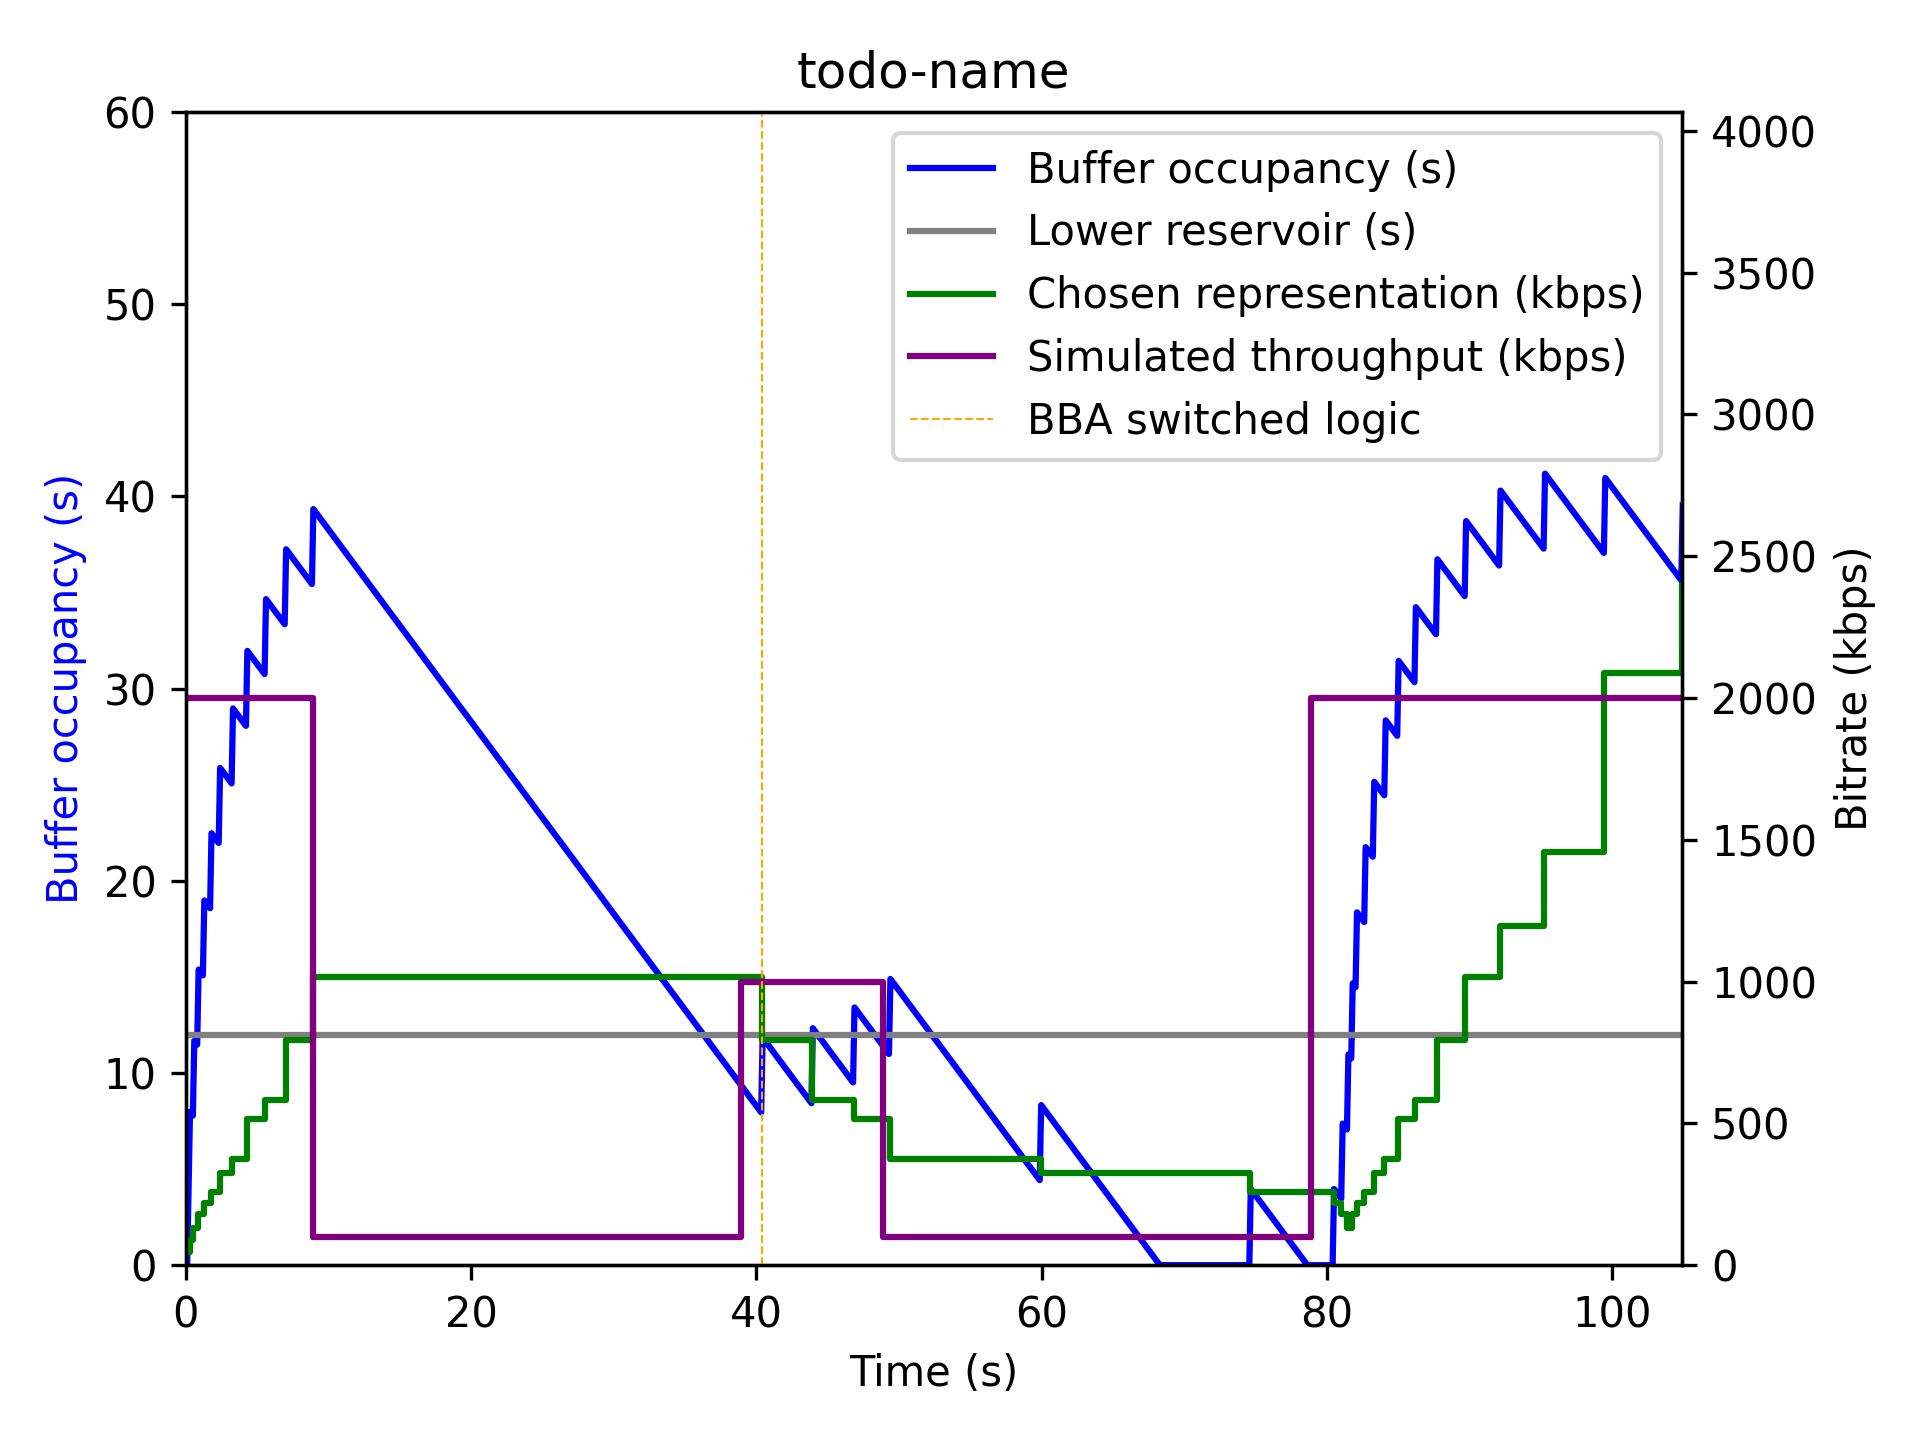 todo-name
60
50
40
30
20
10
0
Buffer occupancy (s)
Buffer occupancy (s)
Lower reservoir (s)
Chosen representation (kbps)
Simulated throughput (kbps)
BBA switched logic
4000
3500
3000
2500
2000
1500
1000
500
0
Bitrate (kbps)
0 20 40 60 80 100
Time (s)